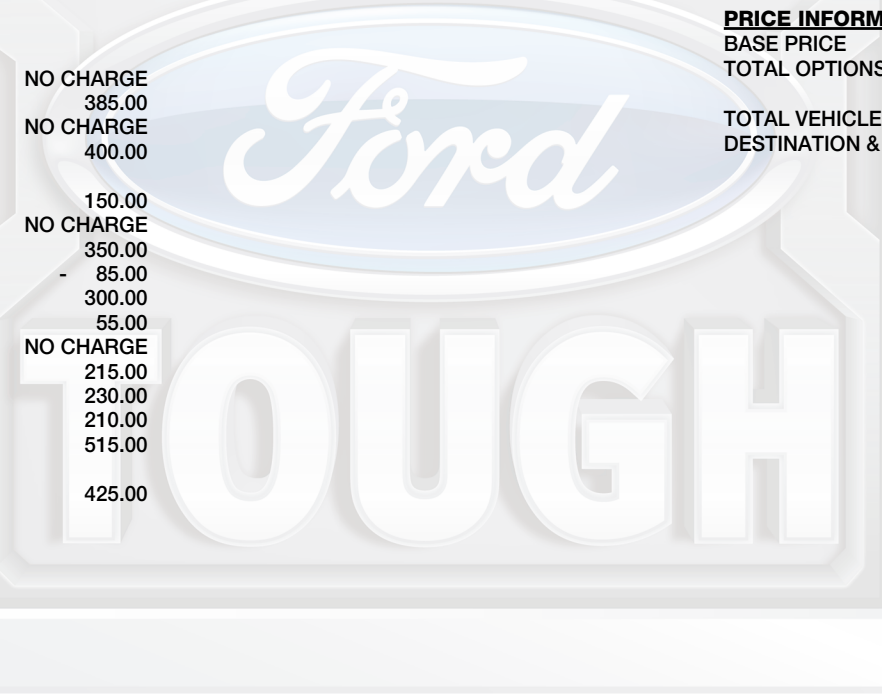 PRICE INFORM
BASE PRICE
TOTAL OPTIONS
TOTAL VEHICLE
DESTINATION &
NO CHARGE
385.00
NO CHARGE
400.00
150.00
NO CHARGE
350.00
- 85.00
300.00
55.00
NO CHARGE
215.00
230.00
210.00
515.00
425.00
Ford
TOUGH